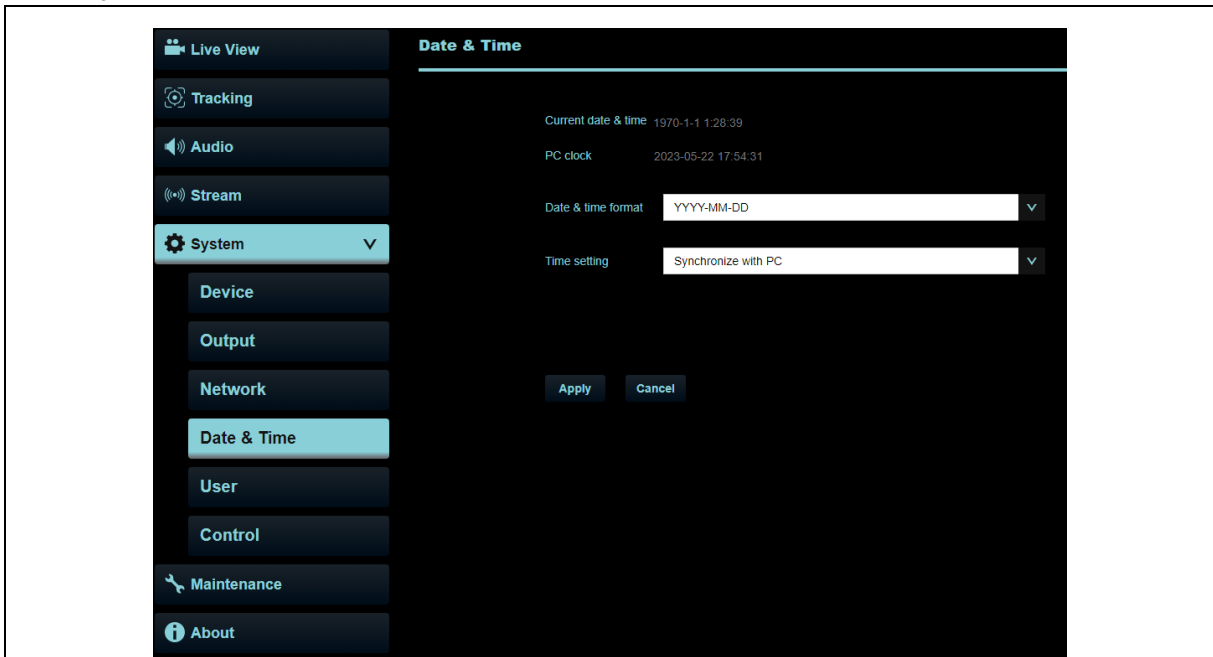 Live View
Tracking
Audio
Stream
System
Device
Output
Network
Date & Time
User
Control
Maintenance
About
Date & Time
Current date & time 1970-1-1 1:28:39
PC clock 2023-05-22 17:54:31
Date & time format YYYY-MM-DD
Time setting Synchronize with PC
Apply Cancel